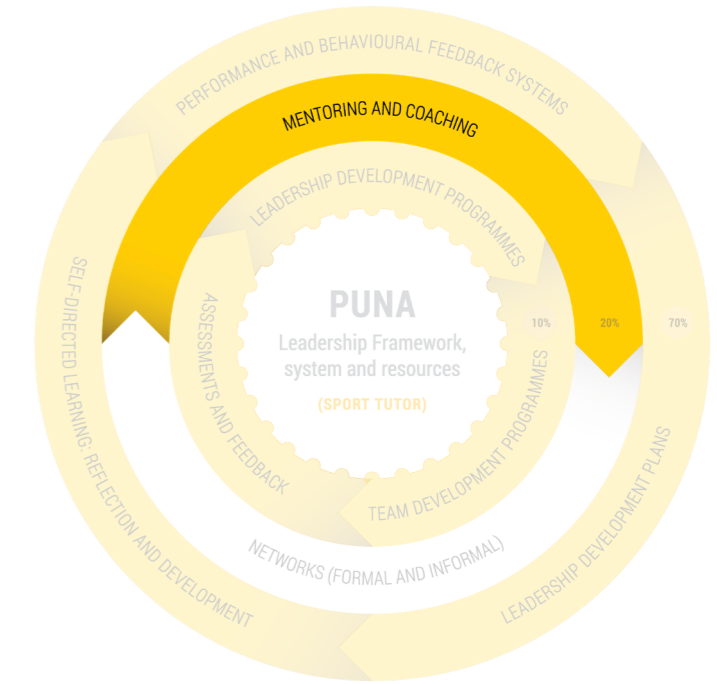 PERFORMANCE AND BEHAVIOURAL FEEDBACK SYSTEMS
MENTORING AND COACHING
LEADERSHIP DEVELOPMENT PROGRAMMES
PUNA
Leadership Framework,
system and resources
(SPORT TUTOR)
10%
20%
70%
ASSESSMENTS AND FEEDBACK
TEAM DEVELOPMENT PROGRAMMES
SELF-DIRECTED LEARNING: REFLECTION AND DEVELOPMENT
NETWORKS (FORMAL AND INFORMAL)
LEADERSHIP DEVELOPMENT PLANS